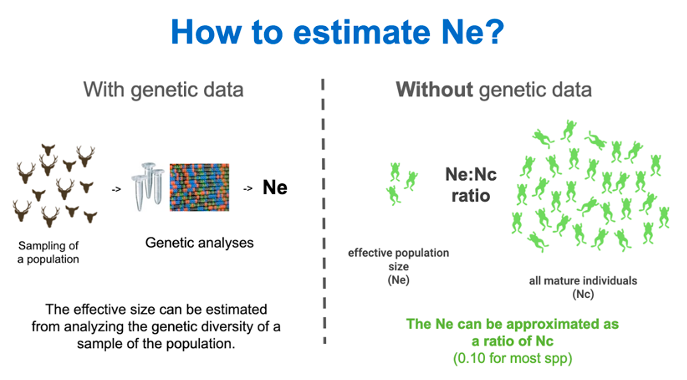 How to estimate Ne?
With genetic data
->
->
Ne
Sampling of
a population
Genetic analyses
The effective size can be estimated
from analyzing the genetic diversity of a
sample of the population.
Without genetic data
Ne:Nc
ratio
effective population
size
(Ne)
all mature individuals
(Nc)
The Ne can be approximated as
a ratio of Nc
(0.10 for most spp)